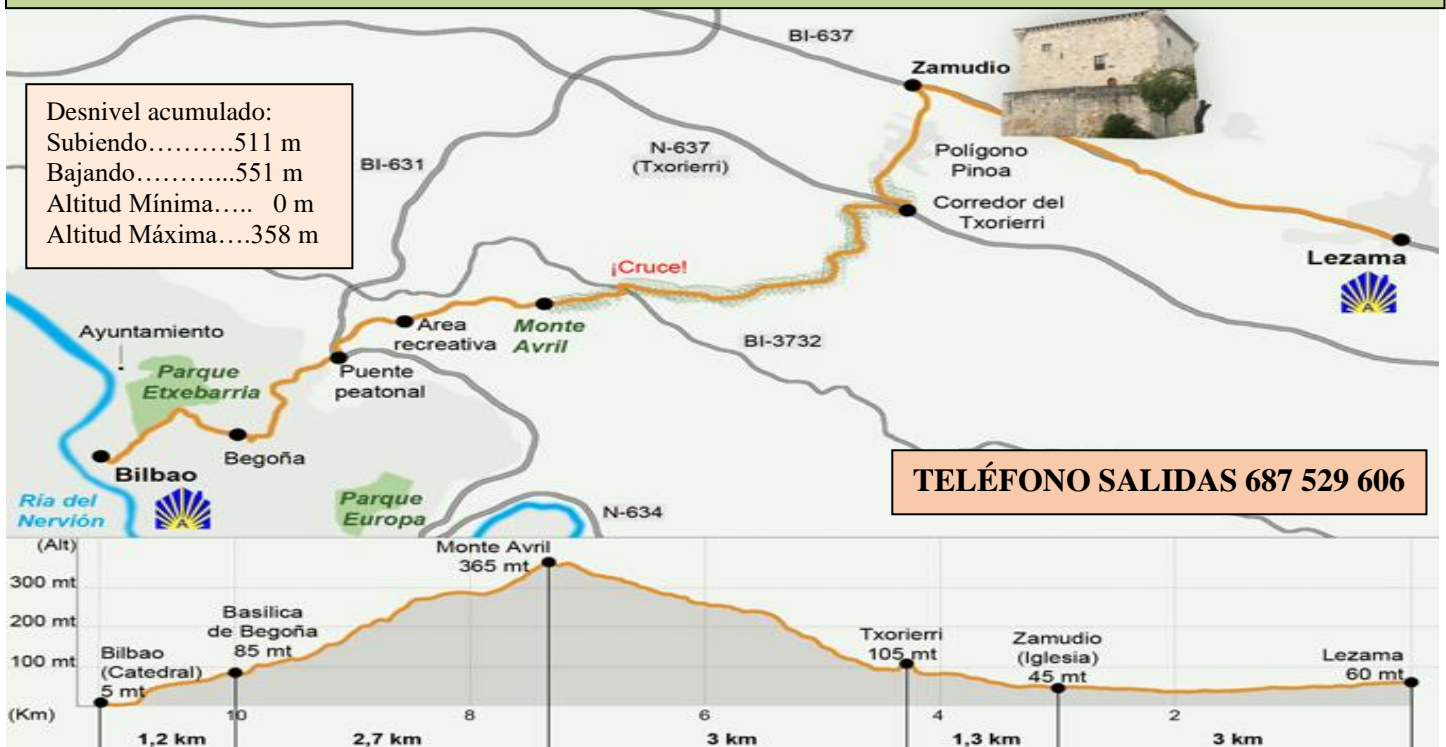 BI-637
Zamudio
Desnivel acumulado:
Subiendo……….511 m
Bajando………...551 m
Altitud Mínima….. 0 m
Altitud Máxima….358 m
BI-631
N-637
(Txorierri)
Polígono
Pinoa
Corredor del
Txorierri
Lezama
A
¡Cruce!
Ayuntamiento
Parque
Etxebarria
Area
recreativa
Monte
Avril
BI-3732
Puente
peatonal
Begoña
Bilbao
A
Ría del
Nervión
Parque
Europa
N-634
TELÉFONO SALIDAS 687 529 606
(Alt)
300 mt
200 mt
100 mt
(Km)
Bilbao
(Catedral)
5 mt
Basílica
de Begoña
85 mt
Monte Avril
365 mt
Txorierri
105 mt
Zamudio
(Iglesia)
45 mt
Lezama
60 mt
10
8
6
4
2
1,2 km
2,7 km
3 km
1,3 km
3 km